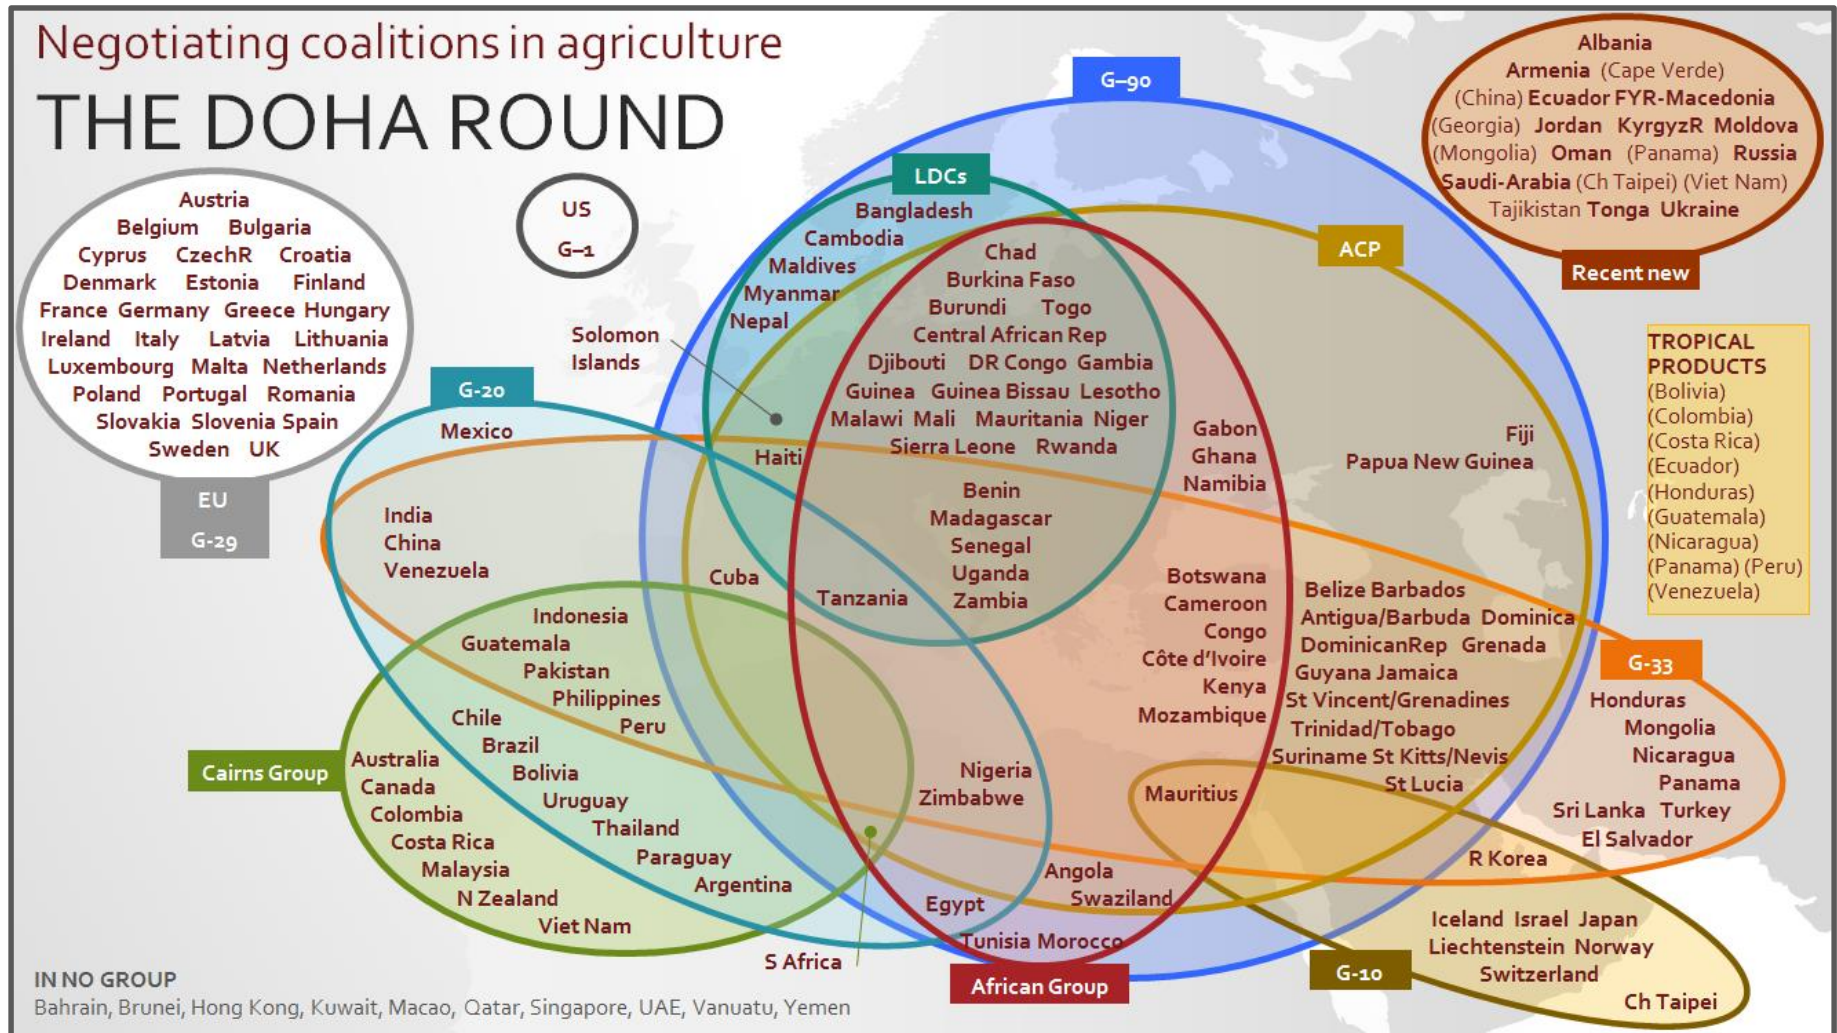 Negotiating coalitions in agriculture
THE DOHA ROUND
Austria
Belgium Bulgaria
Cyprus CzechR Croatia
Denmark Estonia Finland
France Germany Greece Hungary
Ireland Italy Latvia Lithuania
Luxembourg Malta Netherlands
Poland Portugal Romania
Slovakia Slovenia Spain
Sweden UK
EU
G-29
US
G–1
G–90
LDCs
Bangladesh
Cambodia
Maldives
Myanmar
Nepal
Solomon
Islands
Haiti
Chad
Burkina Faso
Burundi Togo
Central African Rep
Djibouti DR Congo Gambia
Guinea Guinea Bissau Lesotho
Malawi Mali Mauritania Niger
Sierra Leone Rwanda
Benin
Madagascar
Senegal
Uganda
Zambia
Tanzania
Cuba
ACP
Gabon
Ghana
Namibia
Fiji
Papua New Guinea
Botswana
Cameroon
Congo
Côte d’Ivoire
Kenya
Mozambique
Belize Barbados
Antigua/Barbuda Dominica
DominicanRep Grenada
Guyana Jamaica
St Vincent/Grenadines
Trinidad/Tobago
Suriname St Kitts/Nevis
St Lucia
Mauritius
Nigeria
Zimbabwe
Angola
Swaziland
Egypt
Tunisia Morocco
African Group
S Africa
G-20
Mexico
India
China
Venezuela
Indonesia
Guatemala
Pakistan
Philippines
Peru
Chile
Brazil
Bolivia
Uruguay
Thailand
Paraguay
Argentina
Cairns Group
Australia
Canada
Colombia
Costa Rica
Malaysia
N Zealand
Viet Nam
Albania
Armenia (Cape Verde)
(China) Ecuador FYR-Macedonia
(Georgia) Jordan KyrgyzR Moldova
(Mongolia) Oman (Panama) Russia
Saudi-Arabia (Ch Taipei) (Viet Nam)
Tajikistan Tonga Ukraine
Recent new
TROPICAL
PRODUCTS
(Bolivia)
(Colombia)
(Costa Rica)
(Ecuador)
(Honduras)
(Guatemala)
(Nicaragua)
(Panama) (Peru)
(Venezuela)
G-33
Honduras
Mongolia
Nicaragua
Panama
Sri Lanka Turkey
El Salvador
R Korea
G-10
Iceland Israel Japan
Liechtenstein Norway
Switzerland
Ch Taipei
IN NO GROUP
Bahrain, Brunei, Hong Kong, Kuwait, Macao, Qatar, Singapore, UAE, Vanuatu, Yemen